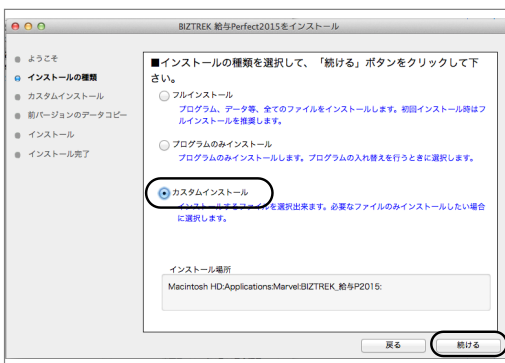 BIZTREK 給与Perfect2015をインストール
ようこそ
インストールの種類
カスタムインストール
前バージョンのデータコピー
インストール
インストール完了
■インストールの種類を選択して、「続ける」ボタンをクリックして下
さい。
フルインストール
プログラム、データ等、全てのファイルをインストールします。初回インストール時はフ
ルインストールを推奨します。
プログラムのみインストール
プログラムのみインストールします。プログラムの入れ替えを行うときに選択します。
カスタムインストール
インストールするファイルを選択出来ます。必要なファイルのみインストールしたい場合
に選択します。
インストール場所
Macintosh HD:Applications:Marvel:BIZTREK_給与P2015:
戻る
続ける